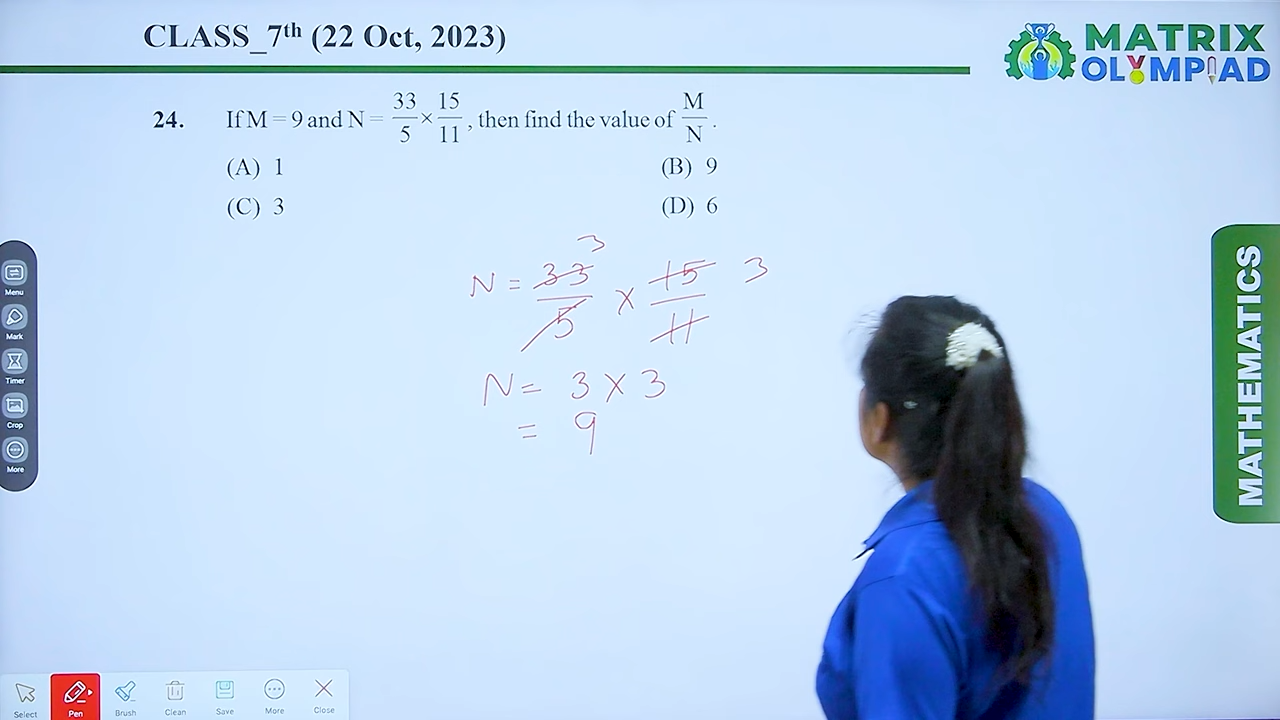 CLASS_7th (22 Oct, 2023)
MATRIX
OLYMPIAD
24. If M = 9 and N = 33/5 × 15/11, then find the value of M/N.
(A) 1 (B) 9
(C) 3 (D) 6
N = 33/5 × 15/11 3 3
N = 3 × 3
= 9
MATHEMATICS
Menu
Mark
Timer
Crop
More
Select Pen Brush Clean Save More Close